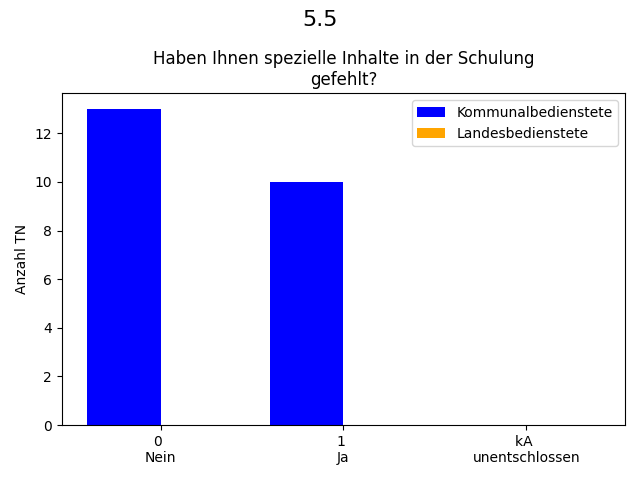 5.5
Haben Ihnen spezielle Inhalte in der Schulung
gefehlt?
Kommunalbedienstete
Landesbedienstete
Anzahl TN
12
10
8
6
4
2
0
0
Nein
1
Ja
kA
unentschlossen